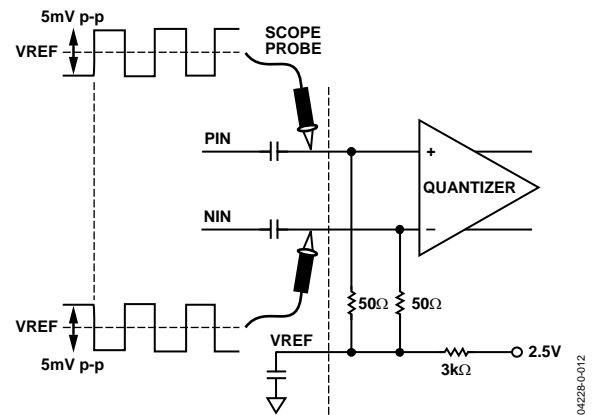 5mV p-p
VREF
SCOPE
PROBE
PIN
+
QUANTIZER
NIN
−
50Ω
50Ω
VREF
VREF
2.5V
5mV p-p
3kΩ
04228-0-012